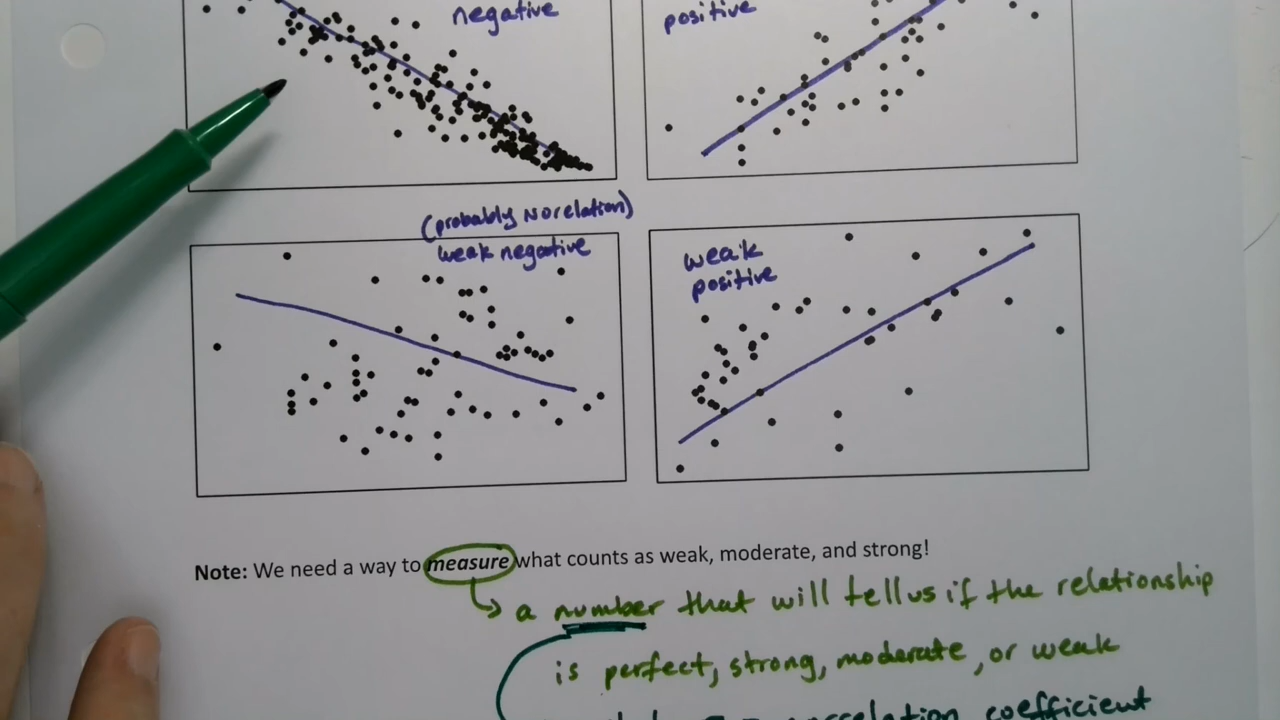 negative
positive
(probably No relation)
weak negative
weak
positive
Note: We need a way to measure what counts as weak, moderate, and strong!
a number that will tell us if the relationship
is perfect, strong, moderate, or weak
correlation coefficient